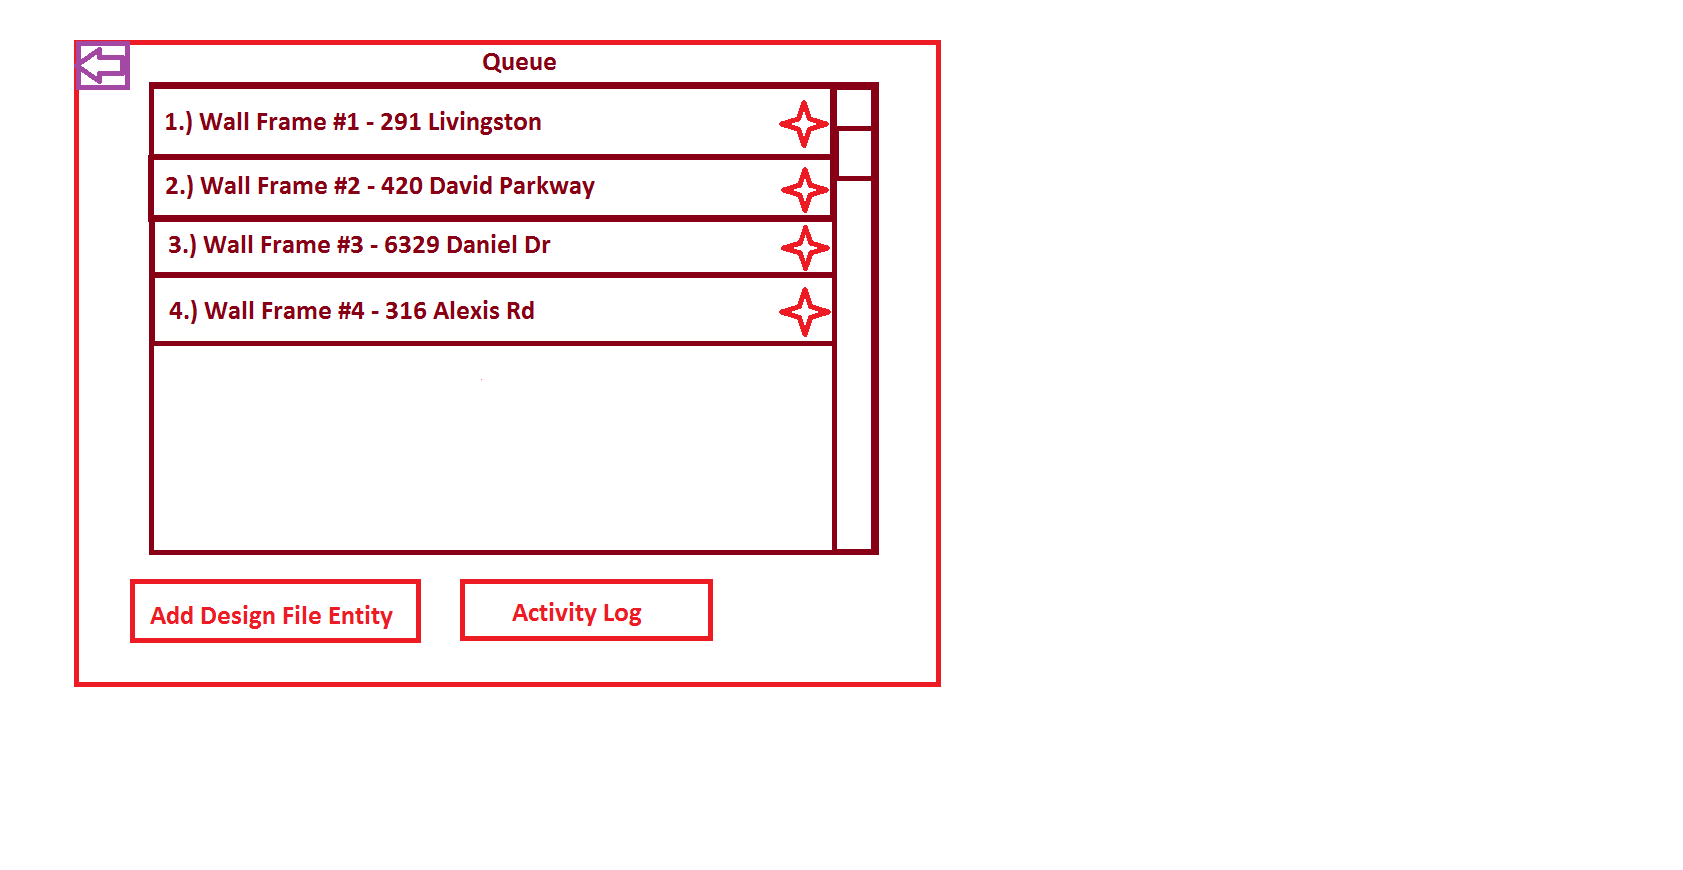 Queue
1.) Wall Frame #1 - 291 Livingston
2.) Wall Frame #2 - 420 David Parkway
3.) Wall Frame #3 - 6329 Daniel Dr
4.) Wall Frame #4 - 316 Alexis Rd
Add Design File Entity
Activity Log